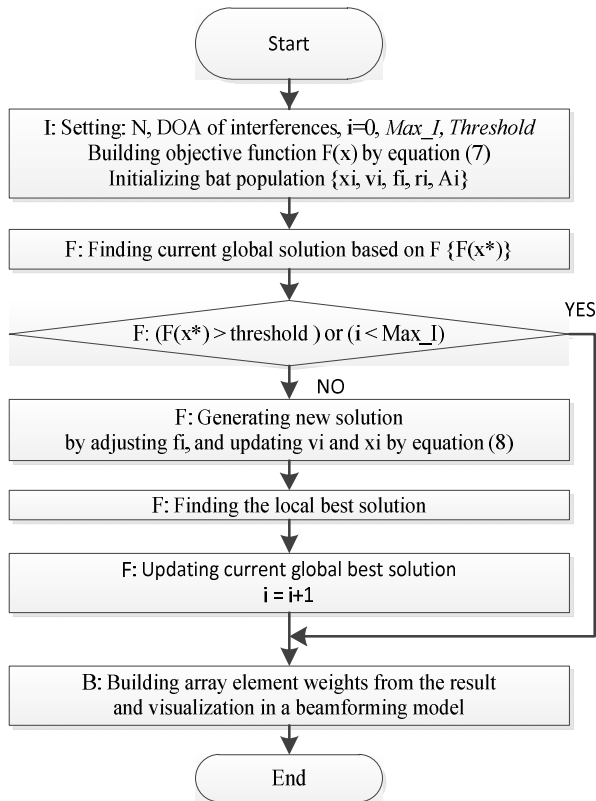 Start
I: Setting: N, DOA of interferences, i=0, Max_I, Threshold
Building objective function F(x) by equation (7)
Initializing bat population {xi, vi, fi, ri, Ai}
F: Finding current global solution based on F {F(x*)}
F: (F(x*) > threshold ) or (i < Max_I)
YES
NO
F: Generating new solution
by adjusting fi, and updating vi and xi by equation (8)
F: Finding the local best solution
F: Updating current global best solution
i = i+1
B: Building array element weights from the result
and visualization in a beamforming model
End